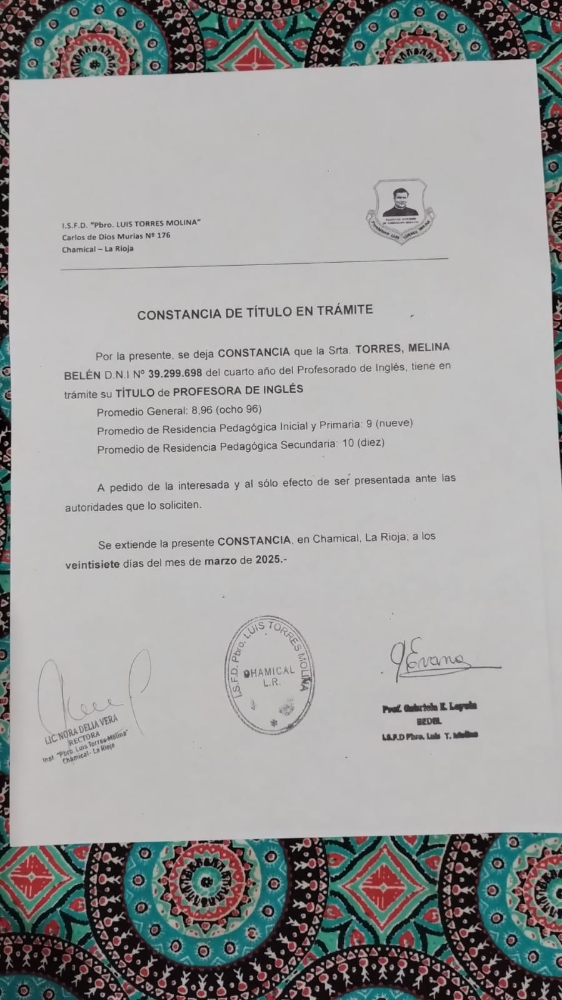 I.S.F.D. "Pbro. LUIS TORRES MOLINA"
Carlos de Dios Murias Nº 176
Chamical – La Rioja
Presbítero LUIS TORRES MOLINA
CONSTANCIA DE TÍTULO EN TRÁMITE
Por la presente, se deja CONSTANCIA que la Srta. TORRES, MELINA
BELÉN D.N.I Nº 39.299.698 del cuarto año del Profesorado de Inglés, tiene en
trámite su TÍTULO de PROFESORA DE INGLÉS
Promedio General: 8,96 (ocho 96)
Promedio de Residencia Pedagógica Inicial y Primaria: 9 (nueve)
Promedio de Residencia Pedagógica Secundaria: 10 (diez)
A pedido de la interesada y al sólo efecto de ser presentada ante las
autoridades que lo soliciten.
Se extiende la presente CONSTANCIA, en Chamical, La Rioja; a los
veintisiete días del mes de marzo de 2025.-
LIC. NORA DELIA VERA
RECTORA
Inst "Pbro. Luis Torres Molina"
Chamical - La Rioja
I.S.F.D. Pbro. LUIS TORRES MOLINA
CHAMICAL
L.R.
Prof. Gabriela E.
BEDEL
I.S.F.D Pbro. Luis T. Molina